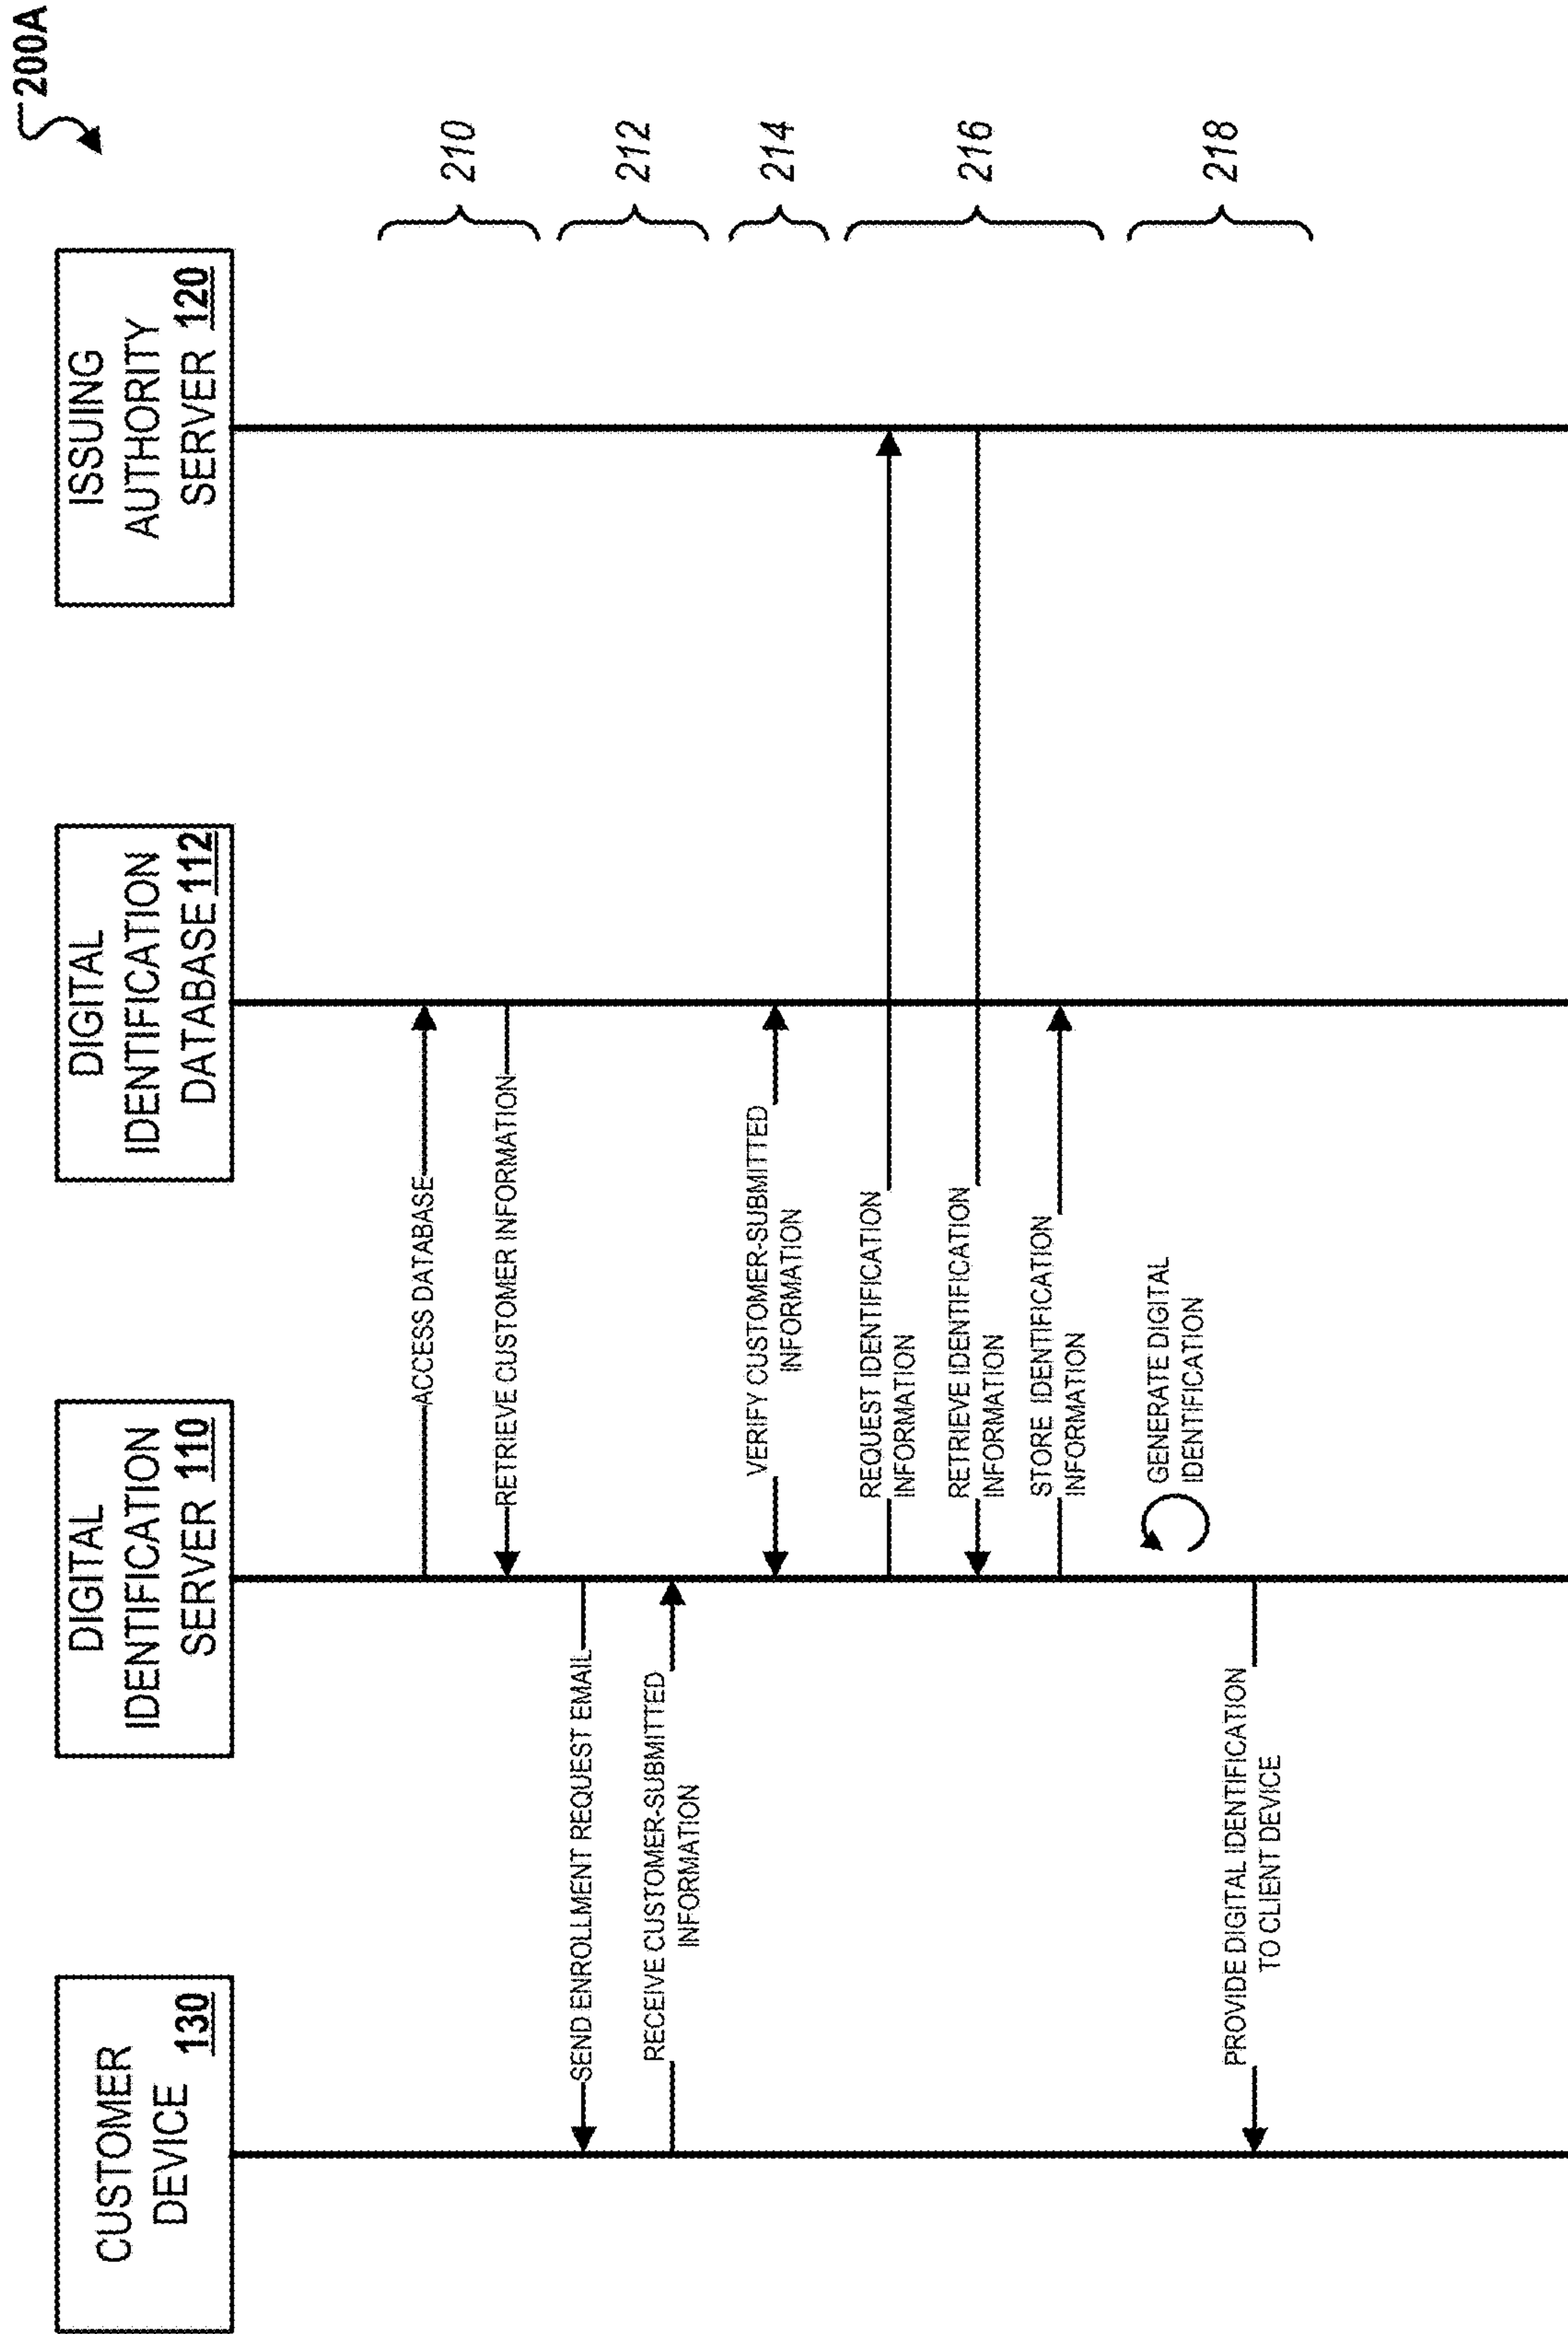 200A
CUSTOMER
DEVICE 130
DIGITAL
IDENTIFICATION
SERVER 110
DIGITAL
IDENTIFICATION
DATABASE 112
ISSUING
AUTHORITY
SERVER 120
ACCESS DATABASE
RETRIEVE CUSTOMER INFORMATION
210
SEND ENROLLMENT REQUEST EMAIL
RECEIVE CUSTOMER-SUBMITTED
INFORMATION
212
VERIFY CUSTOMER-SUBMITTED
INFORMATION
214
REQUEST IDENTIFICATION
INFORMATION
RETRIEVE IDENTIFICATION
INFORMATION
STORE IDENTIFICATION
INFORMATION
216
GENERATE DIGITAL
IDENTIFICATION
PROVIDE DIGITAL IDENTIFICATION
TO CLIENT DEVICE
218